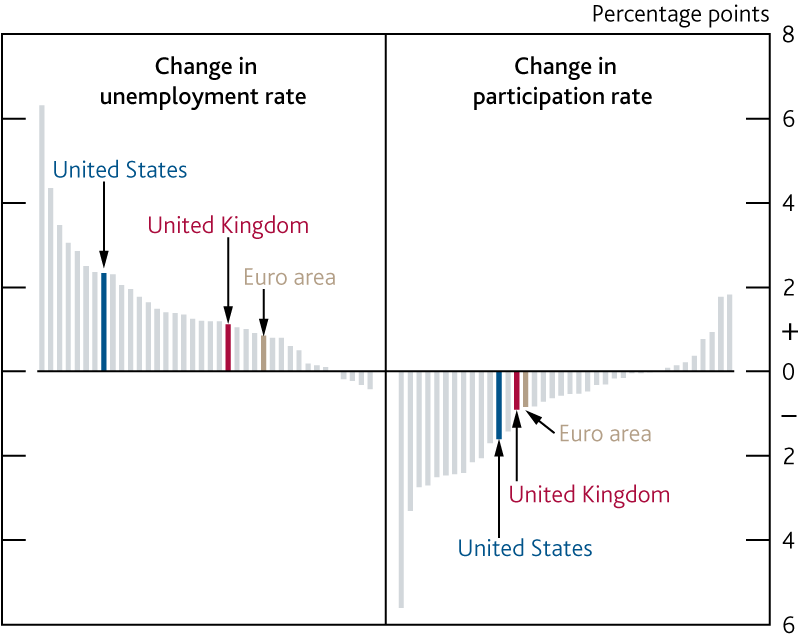 Percentage points
Change in
unemployment rate
Change in
participation rate
United States
United Kingdom
Euro area
Euro area
United Kingdom
United States
8
6
4
2
+
0
–
2
4
6